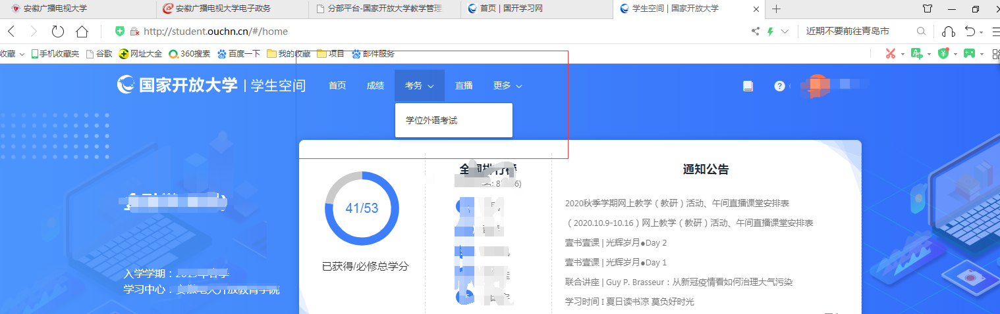 安徽广播电视大学
安徽广播电视大学电子政务
分部平台-国家开放大学教学管理
首页 | 国开学习网
学生空间 | 国家开放大学
http://student.ouchn.cn/#/home
近期不要前往青岛市
收藏 手机收藏夹 谷歌 网址大全 360搜索 百度一下 我的收藏 项目 邮件服务
国家开放大学 | 学生空间
首页 成绩 考务 直播 更多
学位外语考试
41/53
已获得/必修总学分
通知公告
2020秋季学期网上教学（教研）活动、午间直播课堂安排表
（2020.10.9-10.16）网上教学（教研）活动、午间直播课堂安排表
壹书壹课 | 光辉岁月●Day 2
壹书壹课 | 光辉岁月●Day 1
联合讲座 | Guy P. Brasseur：从新冠疫情看如何治理大气污染
学习时间 I 夏日读书凉 莫负好时光
入学学期：
学习中心：